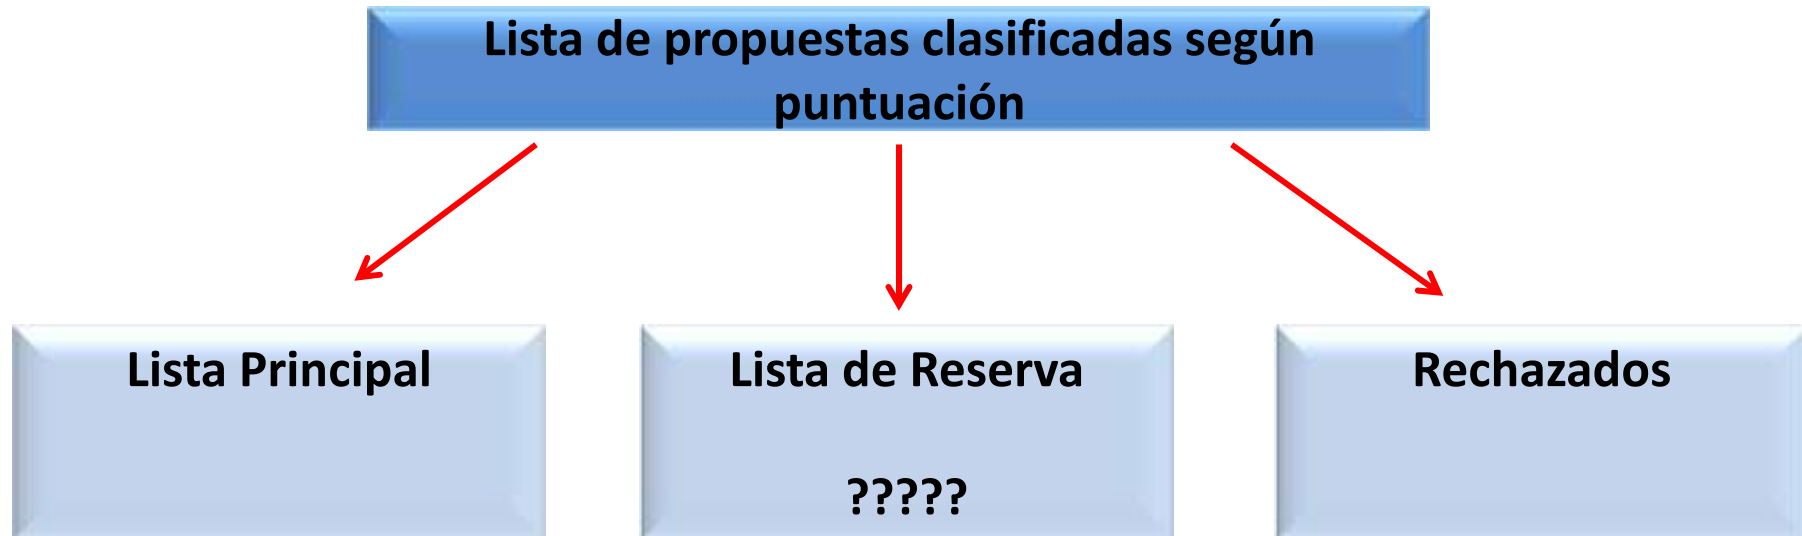 Lista de propuestas clasificadas según
puntuación
Lista Principal
Lista de Reserva
?????
Rechazados